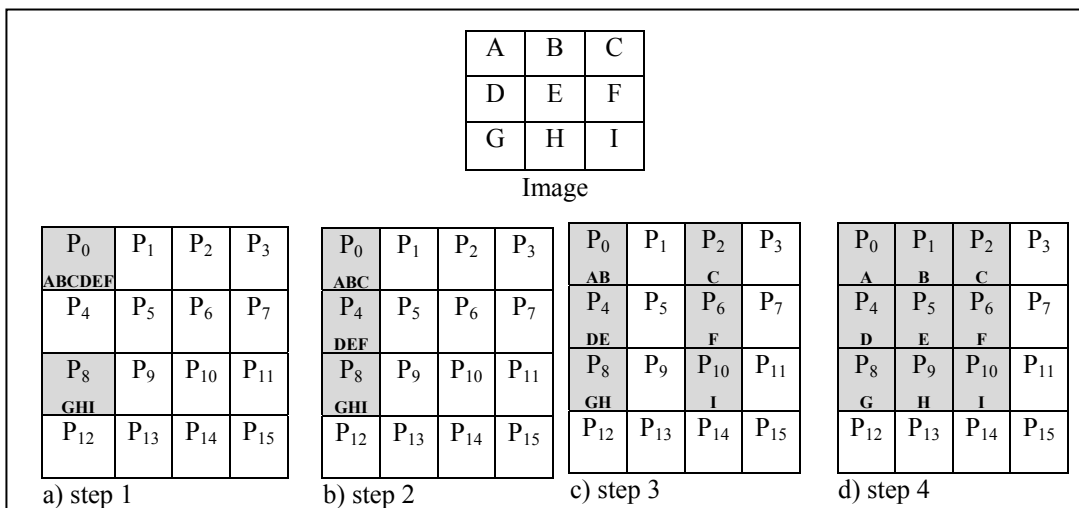 A B C
D E F
G H I
Image
P₀ P₁ P₂ P₃
ABCDEF
P₄ P₅ P₆ P₇
P₈ P₉ P₁₀ P₁₁
GHI
P₁₂ P₁₃ P₁₄ P₁₅
a) step 1
P₀ P₁ P₂ P₃
ABC
P₄ P₅ P₆ P₇
DEF
P₈ P₉ P₁₀ P₁₁
GHI
P₁₂ P₁₃ P₁₄ P₁₅
b) step 2
P₀ P₁ P₂ P₃
AB C
P₄ P₅ P₆ P₇
DE F
P₈ P₉ P₁₀ P₁₁
GH I
P₁₂ P₁₃ P₁₄ P₁₅
c) step 3
P₀ P₁ P₂ P₃
A B C
P₄ P₅ P₆ P₇
D E F
P₈ P₉ P₁₀ P₁₁
G H I
P₁₂ P₁₃ P₁₄ P₁₅
d) step 4